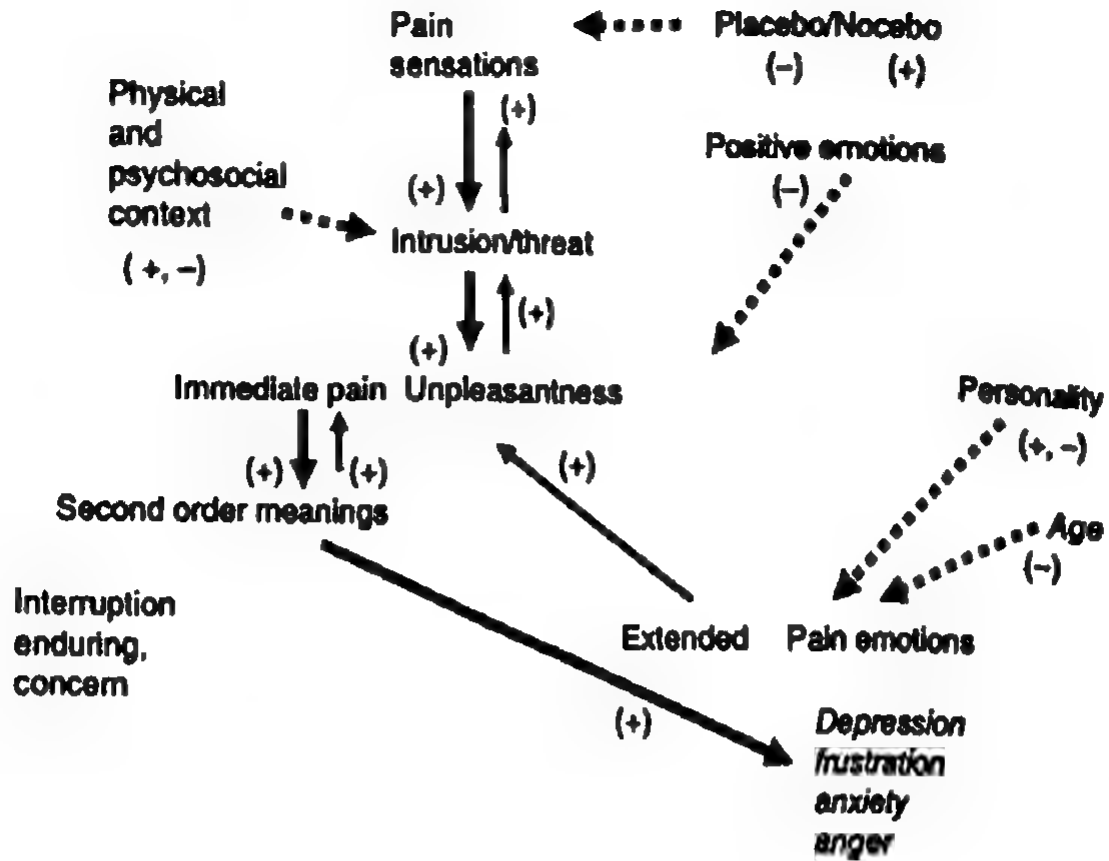 Pain
sensations
Placebo/Nocebo
(−) (+)
Physical
and
psychosocial
context
(+, −)
(+)
Positive emotions
(−)
(+)
Intrusion/threat
(+)
(+)
Immediate pain Unpleasantness
Personality
(+, −)
(+) (+)
(+)
Second order meanings
Age
(−)
Interruption
enduring,
concern
Extended Pain emotions
(+)
Depression
frustration
anxiety
anger